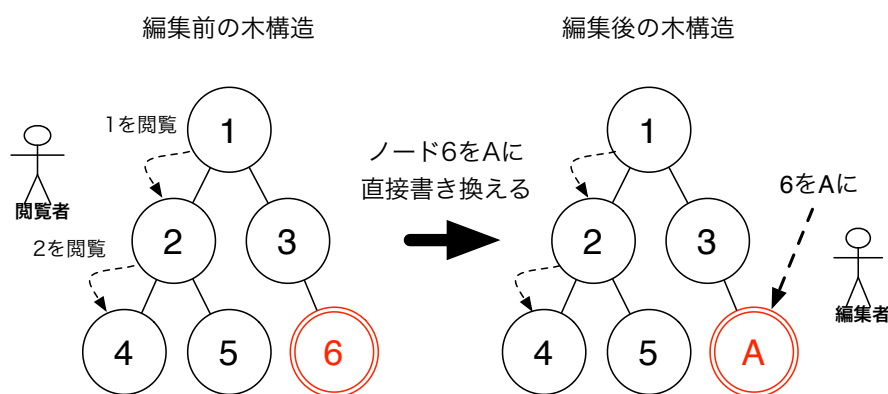 編集前の木構造
編集後の木構造
1を閲覧
1
閲覧者
2を閲覧
2
3
4
5
6
ノード6をAに
直接書き換える
1
2
3
4
5
A
6をAに
編集者